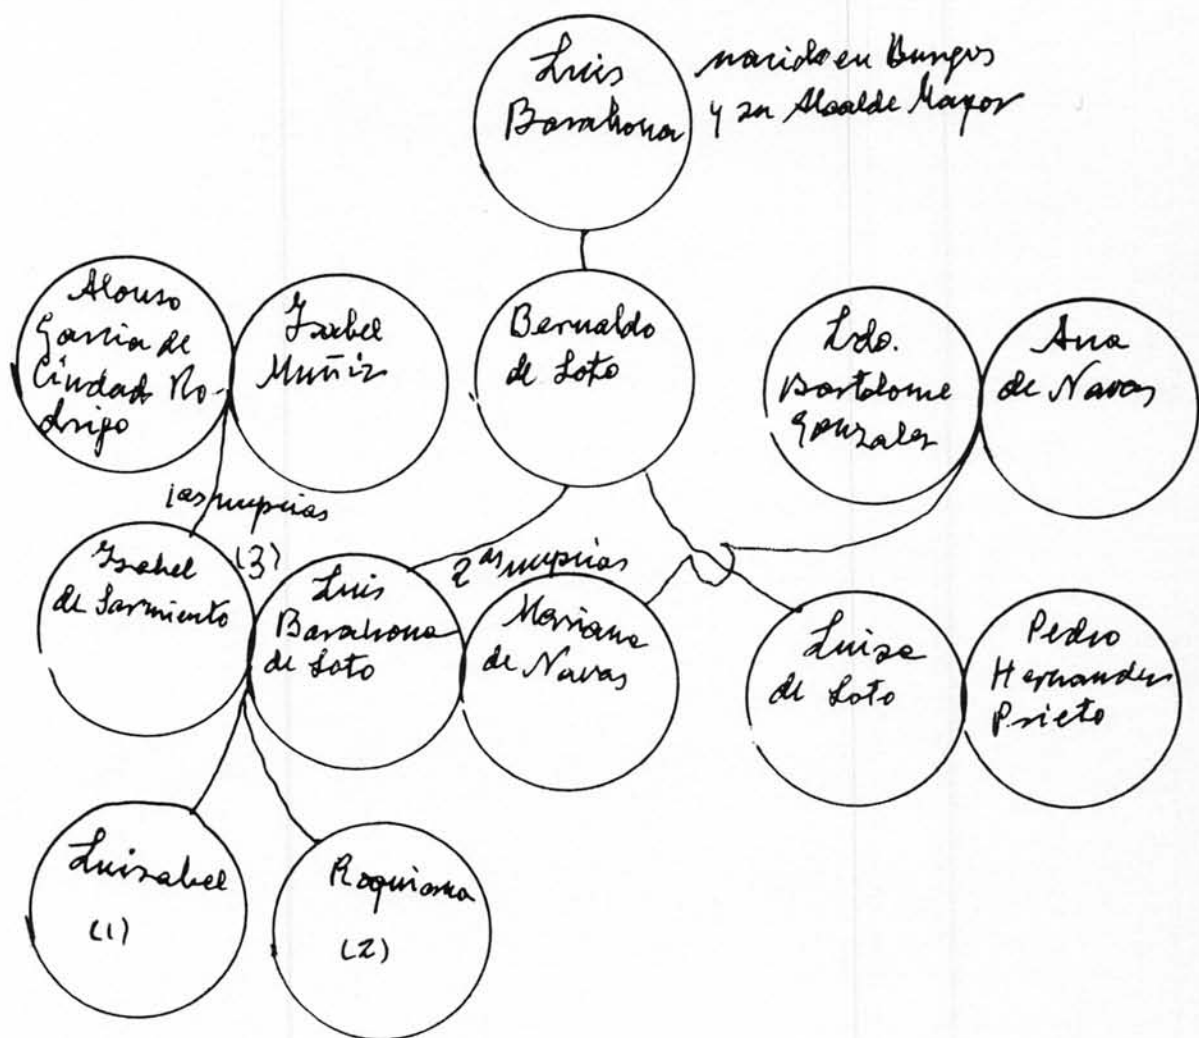 Luis
Barahona
nacido en Burgos
y su Alcalde Mayor
Alonso
García de
Ciudad Ro-
drigo
Isabel
Muñiz
Bernaldo
de Soto
Ldo.
Bartolome
Gonzalez
Ana
de Navas
1as nupcias
(3)
2as nupcias
Isabel
de Sarmiento
Luis
Barahona
de Soto
Mariana
de Navas
Luisa
de Soto
Pedro
Hernandez
Prieto
Luisabel
(1)
Roquiana
(2)